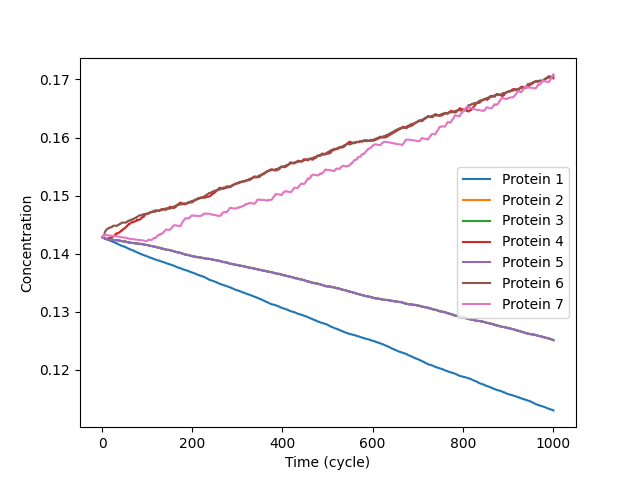 0.17
0.16
0.15
0.14
0.13
0.12
Concentration
0
200
400
600
800
1000
Time (cycle)
Protein 1
Protein 2
Protein 3
Protein 4
Protein 5
Protein 6
Protein 7